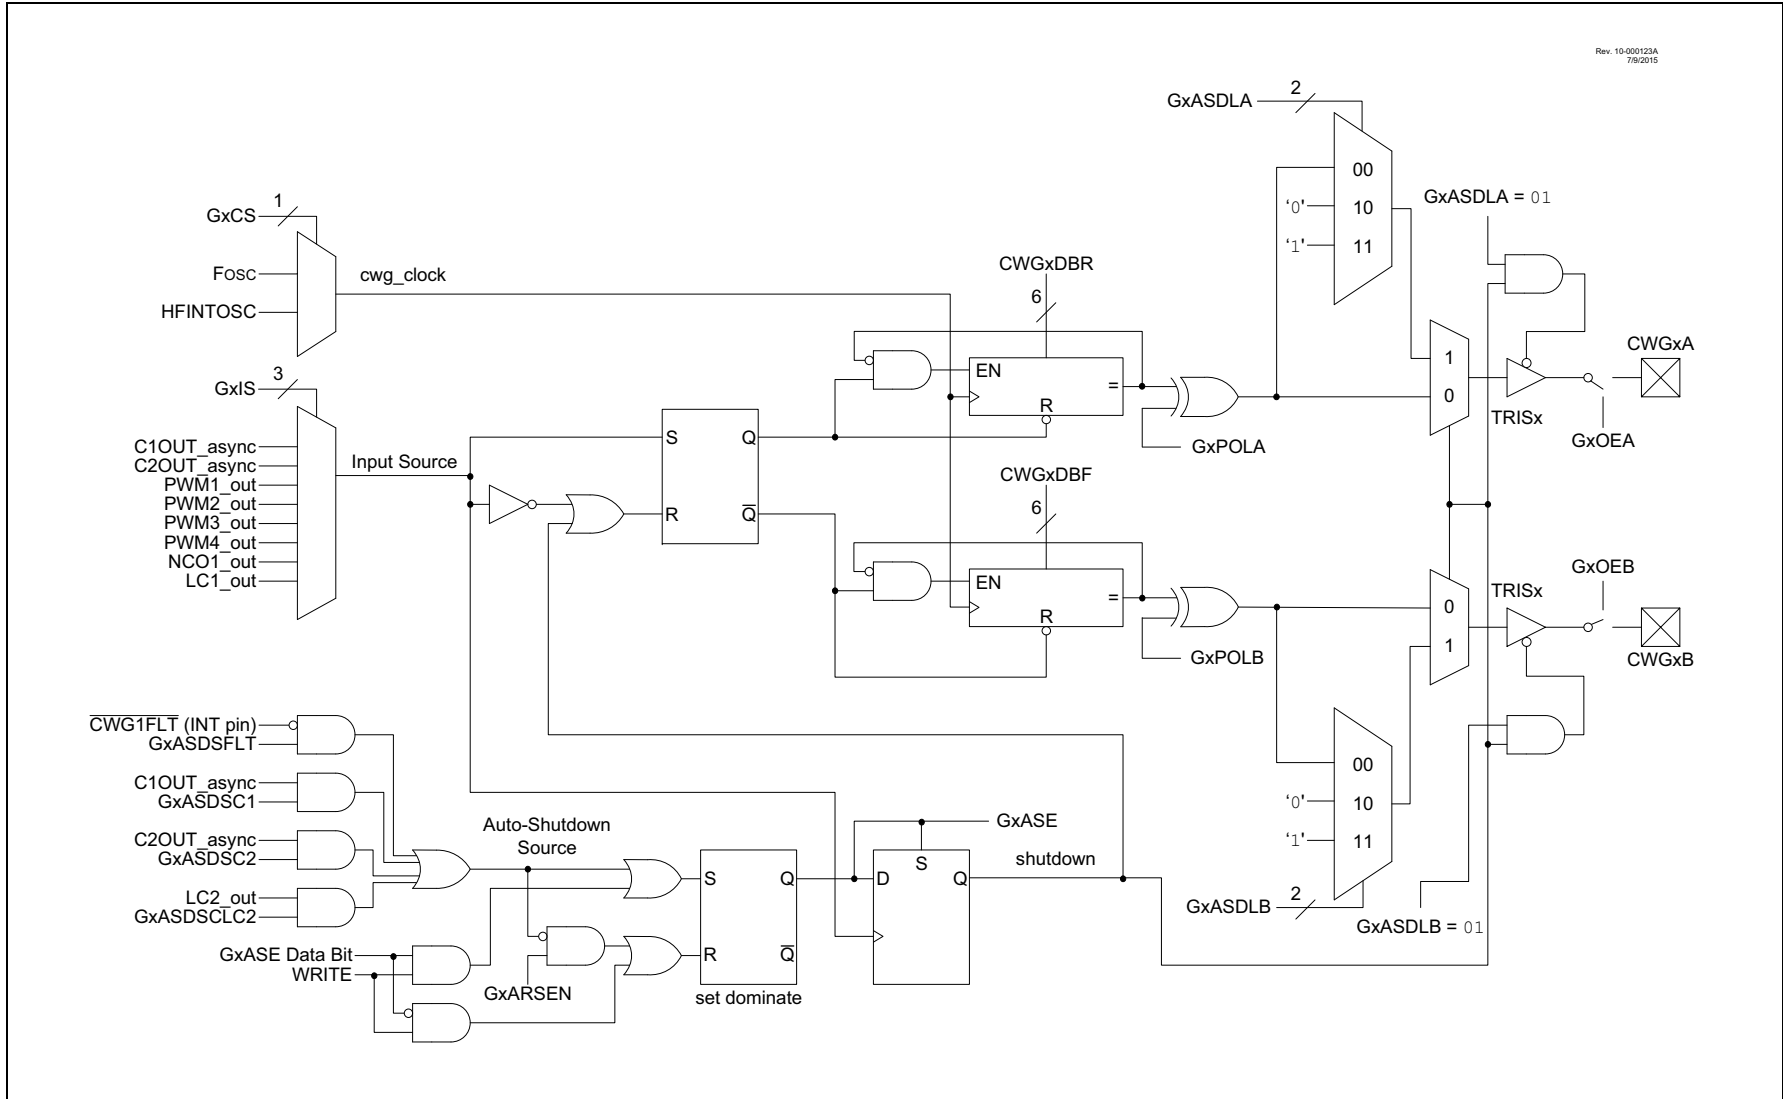 Rev. 10-000123A
7/9/2015
GxASDLA
2
00
‘0’
10
‘1’
11
GxASDLA = 01
GxCS
1
FOSC
HFINTOSC
cwg_clock
CWGxDBR
6
EN
=
R
GxPOLA
1
0
TRISx
CWGxA
GxOEA
GxIS
3
C1OUT_async
C2OUT_async
PWM1_out
PWM2_out
PWM3_out
PWM4_out
NCO1_out
LC1_out
Input Source
S
Q
R
Q
CWGxDBF
6
EN
=
R
GxPOLB
0
1
TRISx
GxOEB
CWGxB
CWG1FLT (INT pin)
GxASDSFLT
C1OUT_async
GxASDSC1
C2OUT_async
GxASDSC2
LC2_out
GxASDSCLC2
GxASE Data Bit
WRITE
Auto-Shutdown
Source
GxARSEN
S
Q
R
Q
set dominate
GxASE
S
D
Q
shutdown
00
‘0’
10
‘1’
11
GxASDLB
2
GxASDLB = 01